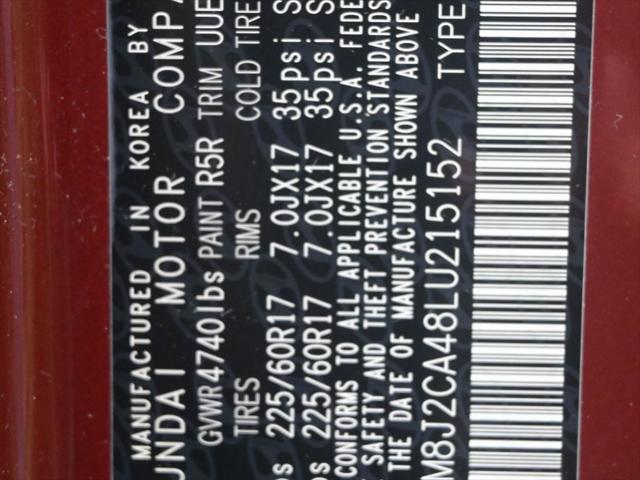 MANUFACTURED IN KOREA BY
UNDAI MOTOR COMPA
GVWR 4740lbs PAINT R5R TRIM UUE
TIRES RIMS COLD TIRE
os 225/60R17 7.0JX17 35psi S
os 225/60R17 7.0JX17 35psi S
CONFORMS TO ALL APPLICABLE U.S.A. FEDE
SAFETY AND THEFT PREVENTION STANDARDS
THE DATE OF MANUFACTURE SHOWN ABOVE
M8J2CA48LU215152 TYPE